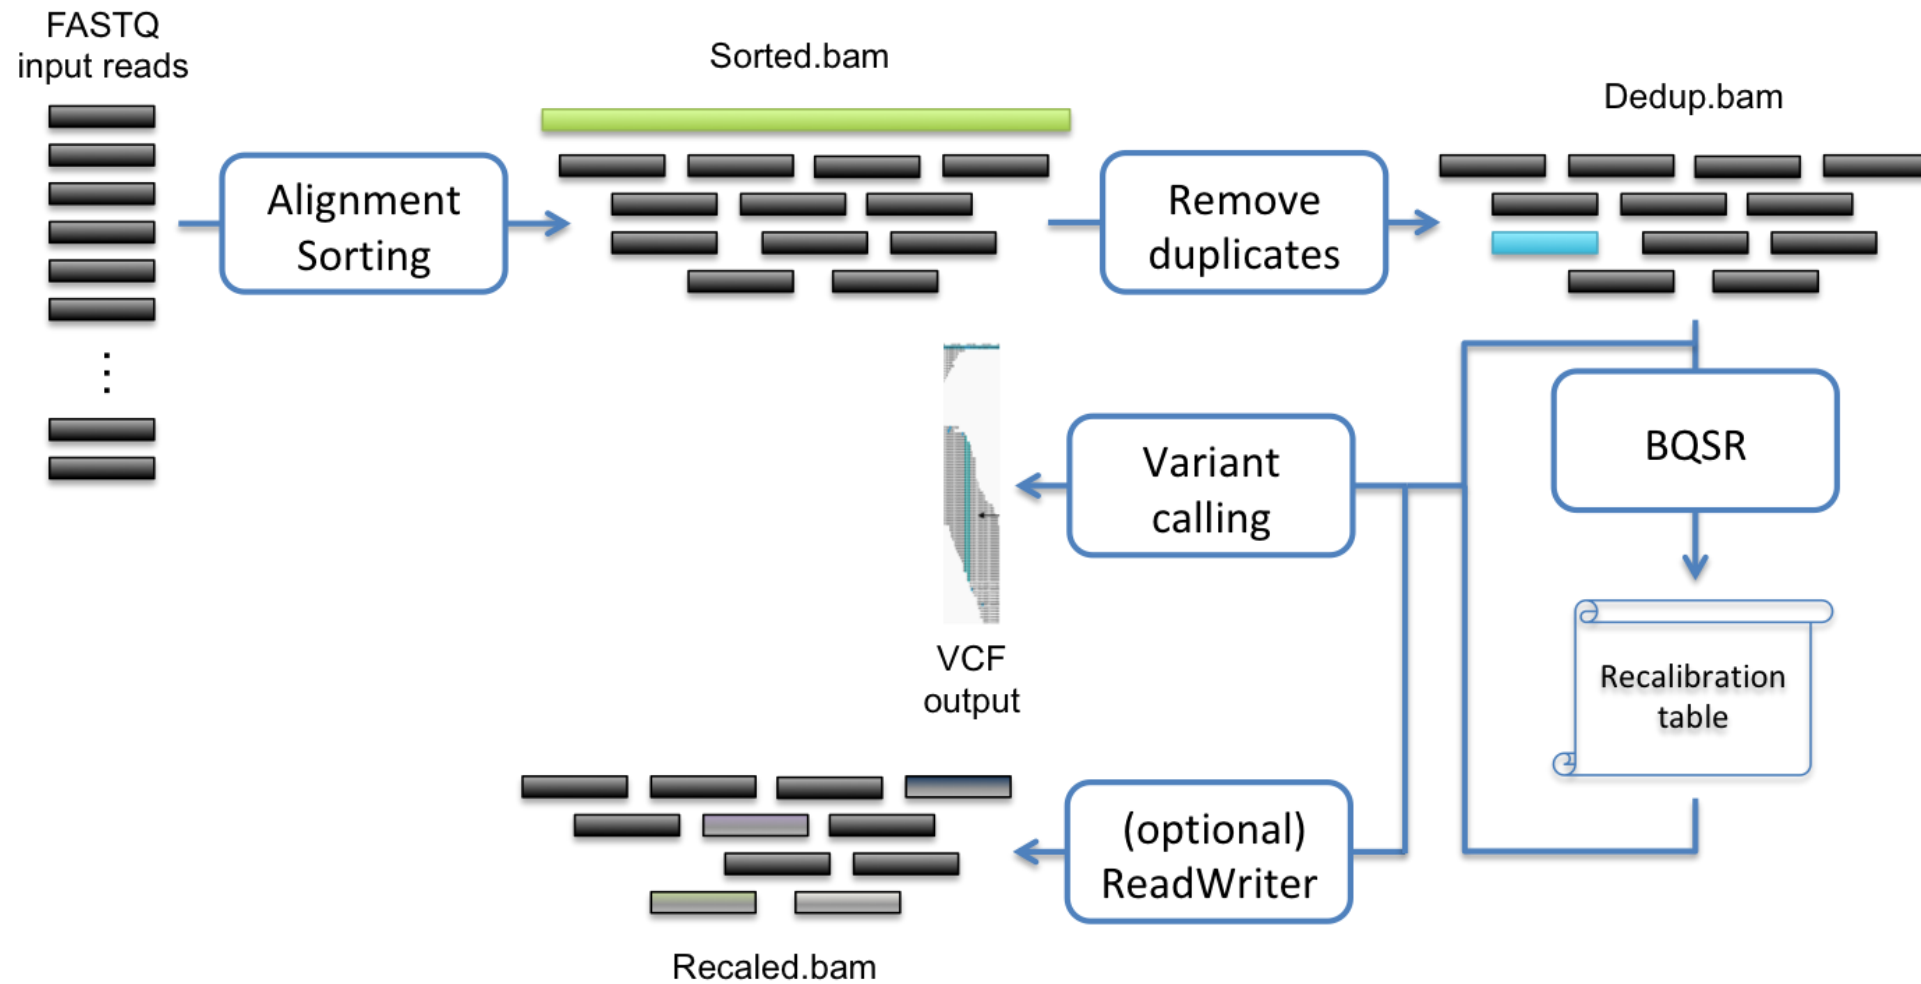 FASTQ
input reads
Sorted.bam
Dedup.bam
Alignment
Sorting
Remove
duplicates
BQSR
Variant
calling
VCF
output
Recalibration
table
(optional)
ReadWriter
Recaled.bam